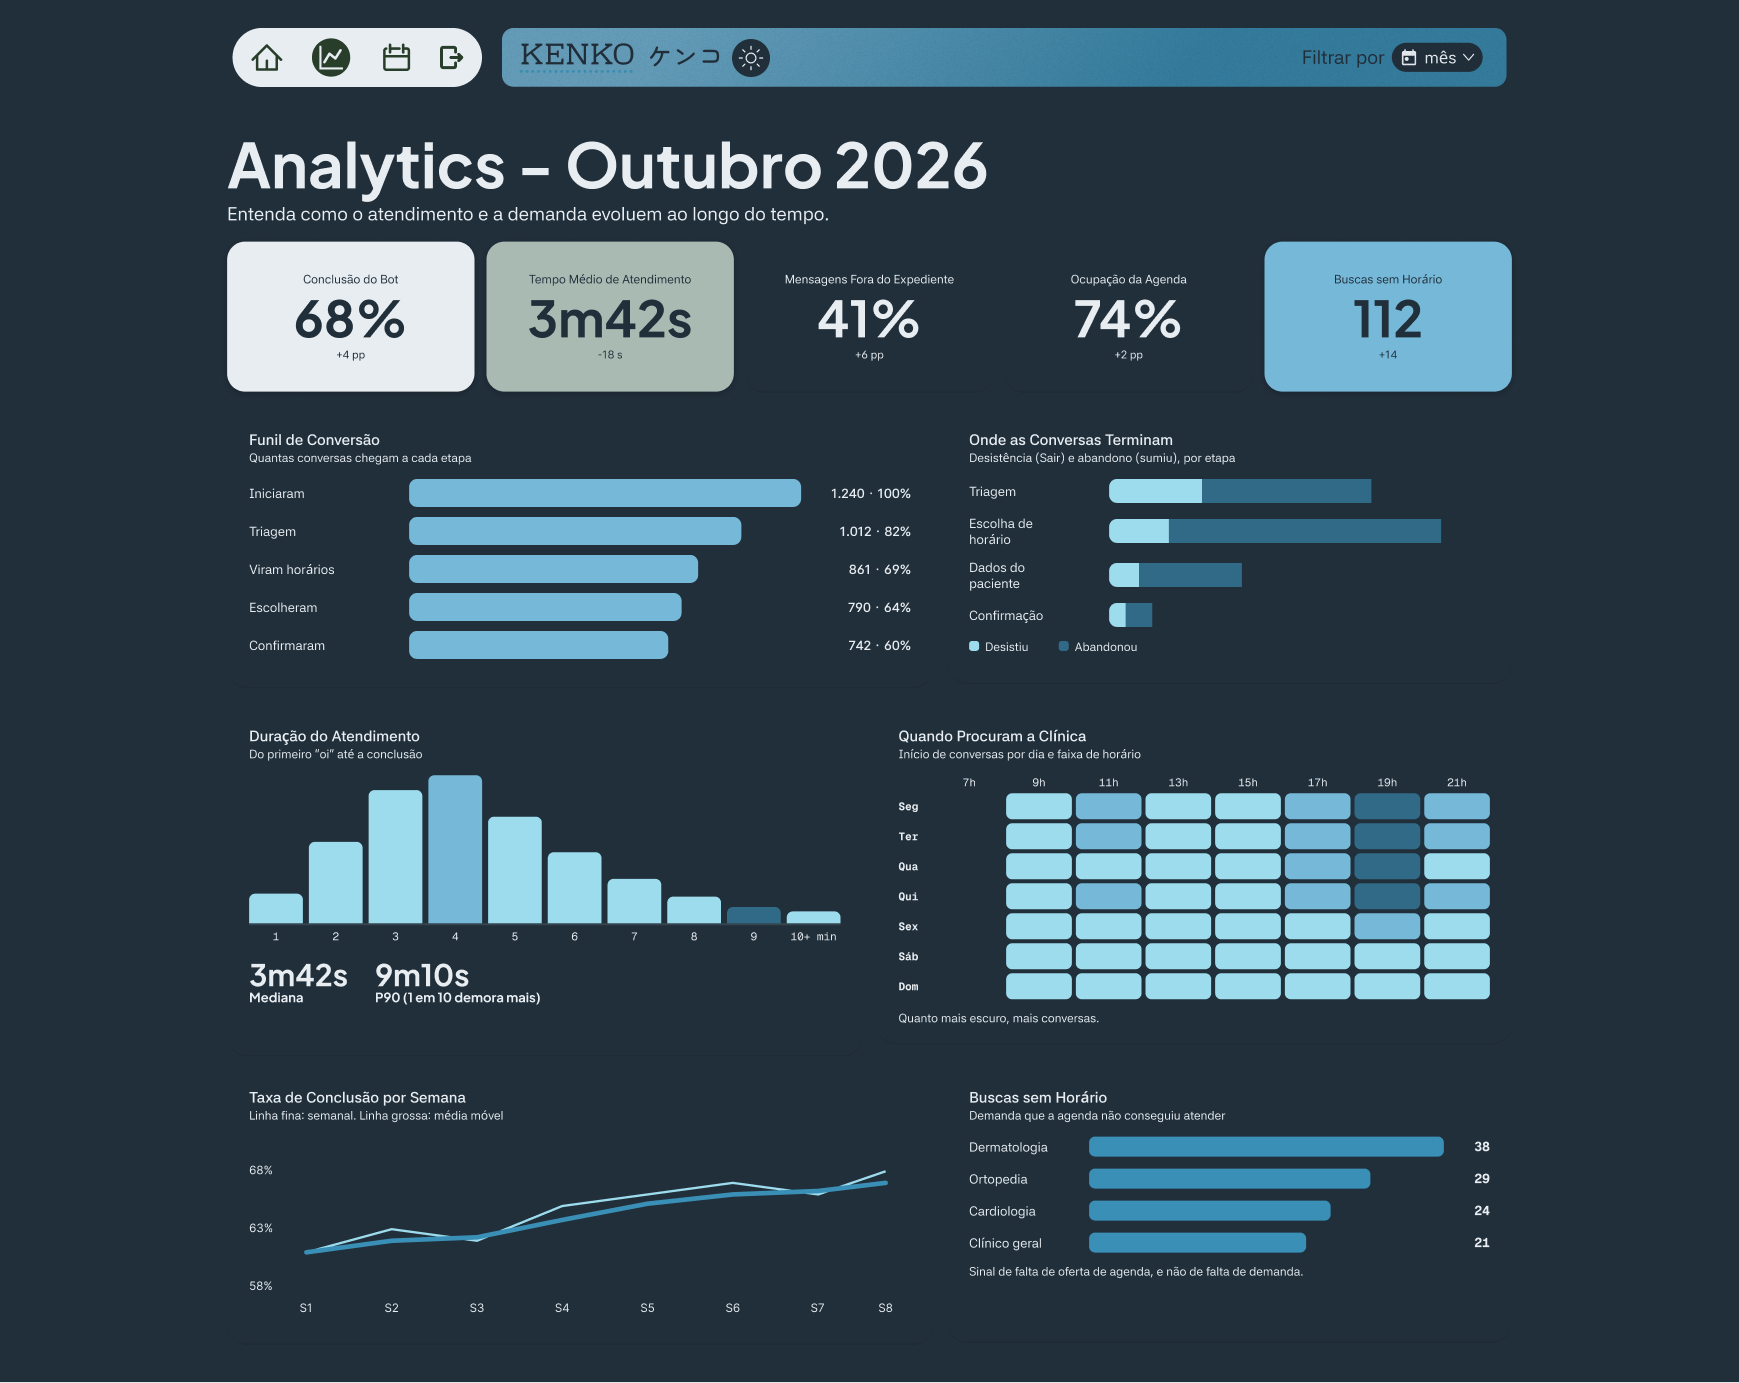 KENKO ケンコ
Filtrar por mês
Analytics – Outubro 2026
Entenda como o atendimento e a demanda evoluem ao longo do tempo.
Conclusão do Bot
68%
+4 pp
Tempo Médio de Atendimento
3m42s
-18 s
Mensagens Fora do Expediente
41%
+6 pp
Ocupação da Agenda
74%
+2 pp
Buscas sem Horário
112
+14
Funil de Conversão
Quantas conversas chegam a cada etapa
Iniciaram 1.240 · 100%
Triagem 1.012 · 82%
Viram horários 861 · 69%
Escolheram 790 · 64%
Confirmaram 742 · 60%
Onde as Conversas Terminam
Desistência (Sair) e abandono (sumiu), por etapa
Triagem
Escolha de
horário
Dados do
paciente
Confirmação
Desistiu Abandonou
Duração do Atendimento
Do primeiro "oi" até a conclusão
1 2 3 4 5 6 7 8 9 10+ min
3m42s
Mediana
9m10s
P90 (1 em 10 demora mais)
Quando Procuram a Clínica
Início de conversas por dia e faixa de horário
7h 9h 11h 13h 15h 17h 19h 21h
Seg
Ter
Qua
Qui
Sex
Sáb
Dom
Quanto mais escuro, mais conversas.
Taxa de Conclusão por Semana
Linha fina: semanal. Linha grossa: média móvel
68%
63%
58%
S1 S2 S3 S4 S5 S6 S7 S8
Buscas sem Horário
Demanda que a agenda não conseguiu atender
Dermatologia 38
Ortopedia 29
Cardiologia 24
Clínico geral 21
Sinal de falta de oferta de agenda, e não de falta de demanda.